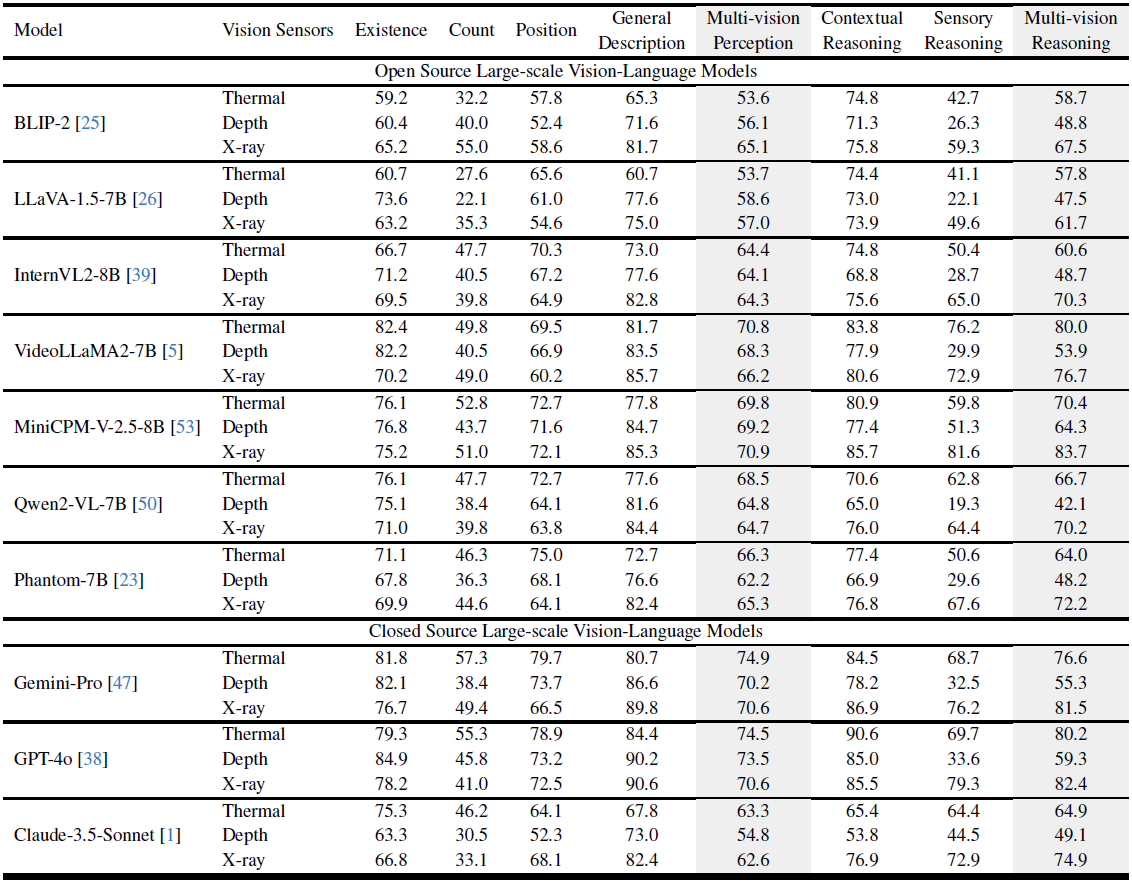 Model Vision Sensors Existence Count Position General Description Multi-vision Perception Contextual Reasoning Sensory Reasoning Multi-vision Reasoning
Open Source Large-scale Vision-Language Models
BLIP-2 [25]
Thermal 59.2 32.2 57.8 65.3 53.6 74.8 42.7 58.7
Depth 60.4 40.0 52.4 71.6 56.1 71.3 26.3 48.8
X-ray 65.2 55.0 58.6 81.7 65.1 75.8 59.3 67.5
LLaVA-1.5-7B [26]
Thermal 60.7 27.6 65.6 60.7 53.7 74.4 41.1 57.8
Depth 73.6 22.1 61.0 77.6 58.6 73.0 22.1 47.5
X-ray 63.2 35.3 54.6 75.0 57.0 73.9 49.6 61.7
InternVL2-8B [39]
Thermal 66.7 47.7 70.3 73.0 64.4 74.8 50.4 60.6
Depth 71.2 40.5 67.2 77.6 64.1 68.8 28.7 48.7
X-ray 69.5 39.8 64.9 82.8 64.3 75.6 65.0 70.3
VideoLLaMA2-7B [5]
Thermal 82.4 49.8 69.5 81.7 70.8 83.8 76.2 80.0
Depth 82.2 40.5 66.9 83.5 68.3 77.9 29.9 53.9
X-ray 70.2 49.0 60.2 85.7 66.2 80.6 72.9 76.7
MiniCPM-V-2.5-8B [53]
Thermal 76.1 52.8 72.7 77.8 69.8 80.9 59.8 70.4
Depth 76.8 43.7 71.6 84.7 69.2 77.4 51.3 64.3
X-ray 75.2 51.0 72.1 85.3 70.9 85.7 81.6 83.7
Qwen2-VL-7B [50]
Thermal 76.1 47.7 72.7 77.6 68.5 70.6 62.8 66.7
Depth 75.1 38.4 64.1 81.6 64.8 65.0 19.3 42.1
X-ray 71.0 39.8 63.8 84.4 64.7 76.0 64.4 70.2
Phantom-7B [23]
Thermal 71.1 46.3 75.0 72.7 66.3 77.4 50.6 64.0
Depth 67.8 36.3 68.1 76.6 62.2 66.9 29.6 48.2
X-ray 69.9 44.6 64.1 82.4 65.3 76.8 67.6 72.2
Closed Source Large-scale Vision-Language Models
Gemini-Pro [47]
Thermal 81.8 57.3 79.7 80.7 74.9 84.5 68.7 76.6
Depth 82.1 38.4 73.7 86.6 70.2 78.2 32.5 55.3
X-ray 76.7 49.4 66.5 89.8 70.6 86.9 76.2 81.5
GPT-4o [38]
Thermal 79.3 55.3 78.9 84.4 74.5 90.6 69.7 80.2
Depth 84.9 45.8 73.2 90.2 73.5 85.0 33.6 59.3
X-ray 78.2 41.0 72.5 90.6 70.6 85.5 79.3 82.4
Claude-3.5-Sonnet [1]
Thermal 75.3 46.2 64.1 67.8 63.3 65.4 64.4 64.9
Depth 63.3 30.5 52.3 73.0 54.8 53.8 44.5 49.1
X-ray 66.8 33.1 68.1 82.4 62.6 76.9 72.9 74.9